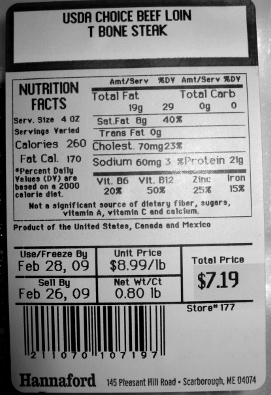 USDA CHOICE BEEF LOIN
T BONE STEAK
NUTRITION
FACTS
Serv. Size 4 OZ
Servings Varied
Calories 260
Fat Cal. 170
*Percent Daily
Values (DV) are
based on a 2000
calorie diet.
Amt/Serv %DV Amt/Serv %DV
Total Fat Total Carb
19g 29 0g 0
Sat.Fat 8g 40%
Trans Fat 0g
Cholest. 70mg 23%
Sodium 60mg 3 % Protein 21g
Vit. B6 Vit. B12 Zinc Iron
20% 50% 25% 15%
Not a significant source of dietary fiber, sugars,
vitamin A, vitamin C and calcium.
Product of the United States, Canada and Mexico
Use/Freeze By Unit Price Total Price
Feb 28, 09 $8.99/lb $7.19
Sell By Net Wt/Ct
Feb 26, 09 0.80 lb
Store# 177
2 11070 107197
Hannaford 145 Pleasant Hill Road • Scarborough, ME 04074